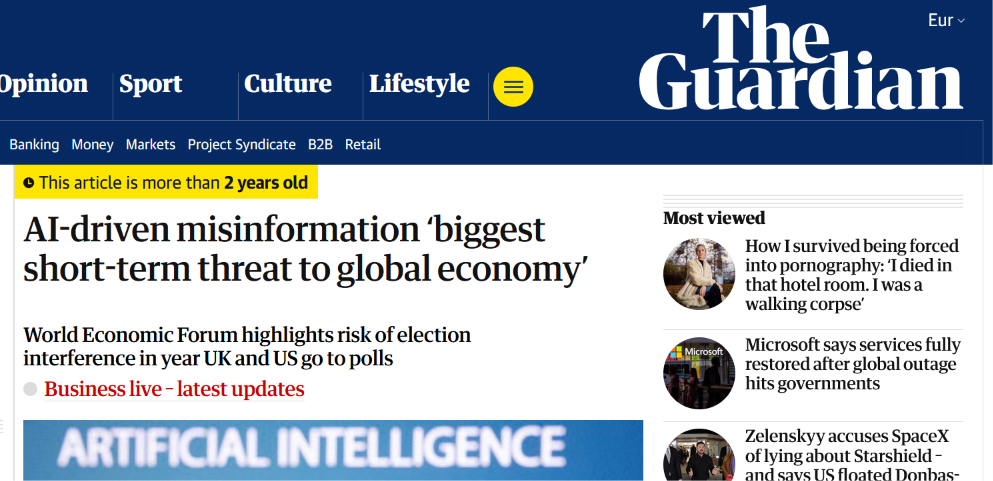 Eur
The
Guardian
Opinion Sport Culture Lifestyle
Banking Money Markets Project Syndicate B2B Retail
This article is more than 2 years old
AI-driven misinformation ‘biggest
short-term threat to global economy’
World Economic Forum highlights risk of election
interference in year UK and US go to polls
Business live – latest updates
ARTIFICIAL INTELLIGENCE
Most viewed
How I survived being forced
into pornography: ‘I died in
that hotel room. I was a
walking corpse’
Microsoft
Microsoft says services fully
restored after global outage
hits governments
Zelenskyy accuses SpaceX
of lying about Starshield –
and says US floated Donbas-